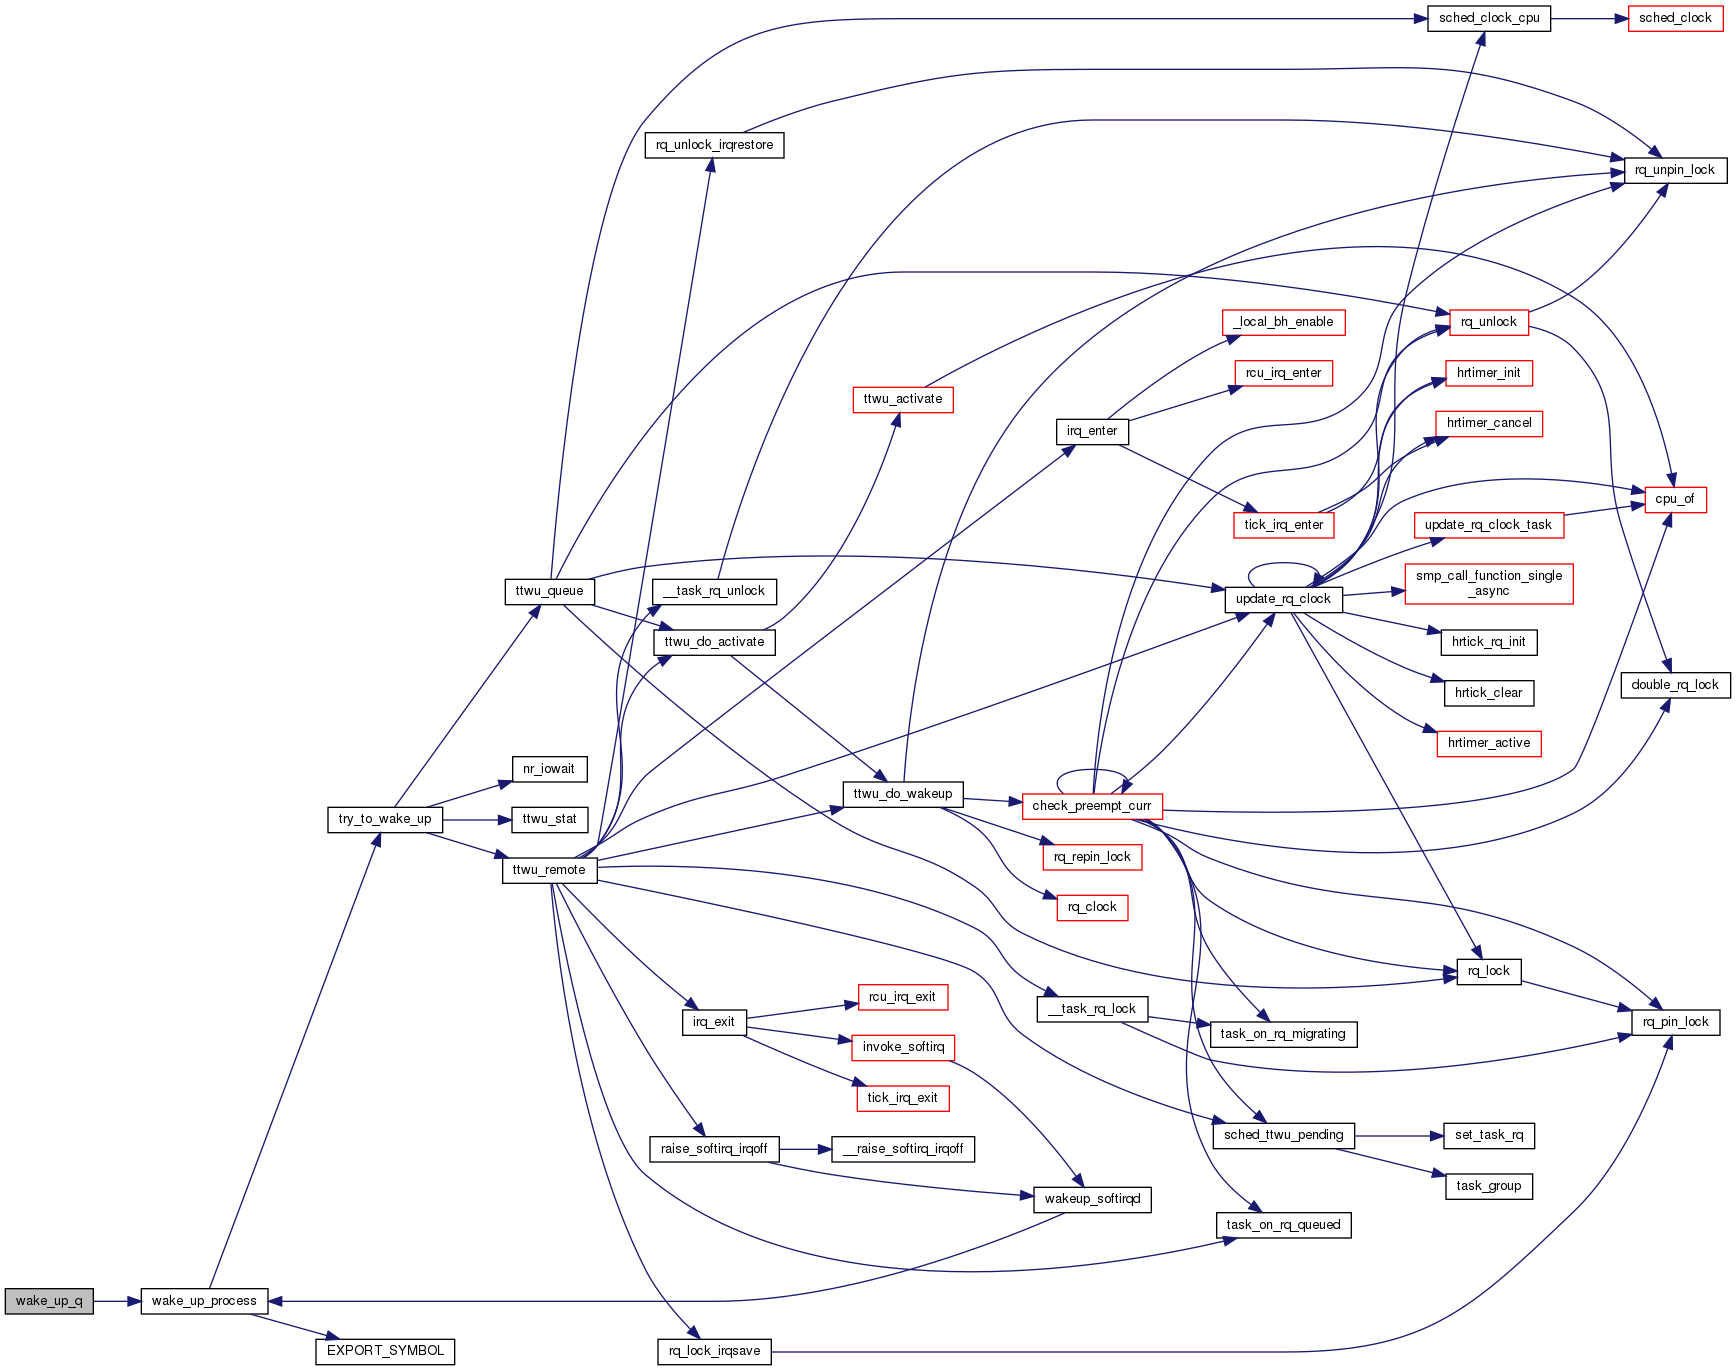 sched_clock_cpu
sched_clock
rq_unlock_irqrestore
rq_unpin_lock
_local_bh_enable
rq_unlock
rcu_irq_enter
hrtimer_init
ttwu_activate
irq_enter
hrtimer_cancel
cpu_of
tick_irq_enter
update_rq_clock_task
ttwu_queue
__task_rq_unlock
update_rq_clock
smp_call_function_single
_async
ttwu_do_activate
hrtick_rq_init
double_rq_lock
hrtick_clear
hrtimer_active
nr_iowait
ttwu_do_wakeup
check_preempt_curr
try_to_wake_up
ttwu_stat
rq_repin_lock
ttwu_remote
rq_clock
rq_lock
rcu_irq_exit
__task_rq_lock
irq_exit
rq_pin_lock
task_on_rq_migrating
invoke_softirq
tick_irq_exit
sched_ttwu_pending
set_task_rq
raise_softirq_irqoff
__raise_softirq_irqoff
task_group
wakeup_softirqd
task_on_rq_queued
wake_up_q
wake_up_process
EXPORT_SYMBOL
rq_lock_irqsave